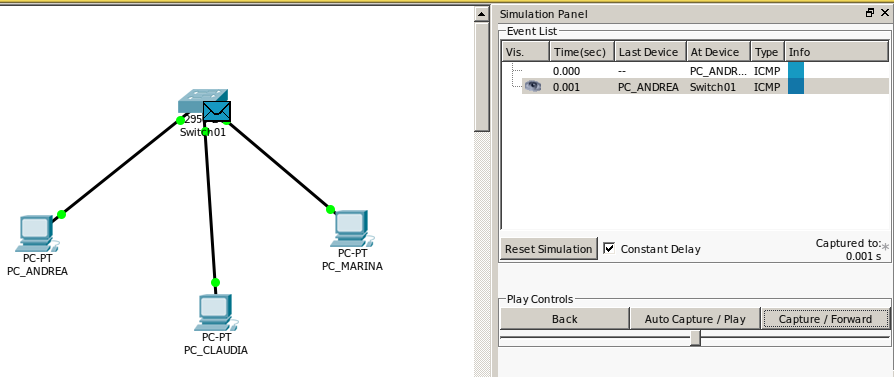 Simulation Panel
Event List
Vis. Time(sec) Last Device At Device Type Info
0.000 -- PC_ANDR... ICMP
0.001 PC_ANDREA Switch01 ICMP
Reset Simulation Constant Delay Captured to:*
0.001 s
Play Controls
Back Auto Capture / Play Capture / Forward
Switch01
PC-PT
PC_ANDREA
PC-PT
PC_MARINA
PC-PT
PC_CLAUDIA